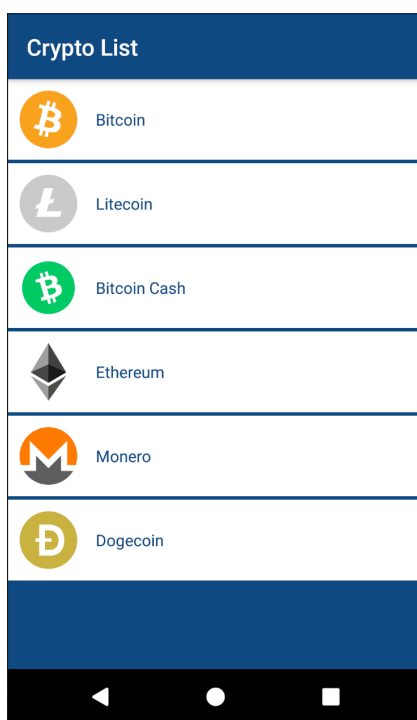 Crypto List
Bitcoin
Litecoin
Bitcoin Cash
Ethereum
Monero
Dogecoin